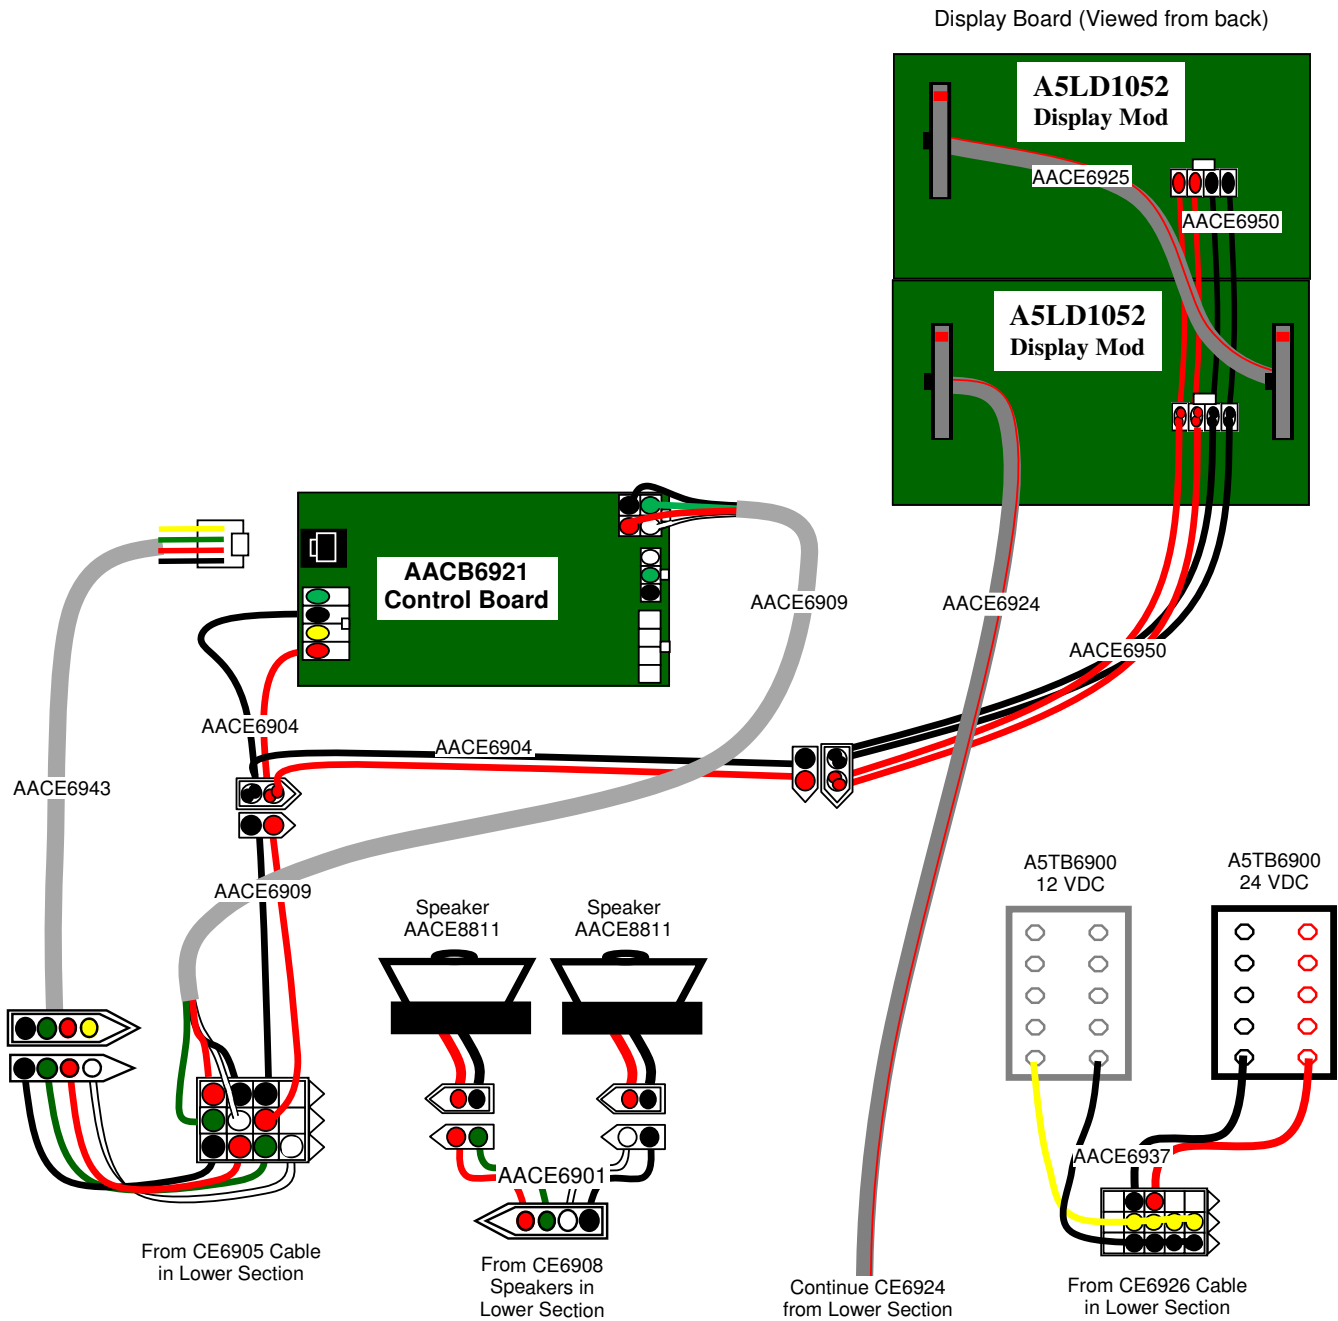 Display Board (Viewed from back)
A5LD1052
Display Mod
AACE6925
AACE6950
A5LD1052
Display Mod
AACB6921
Control Board
AACE6909
AACE6924
AACE6950
AACE6904
AACE6904
AACE6943
AACE6909
Speaker
AACE8811
Speaker
AACE8811
A5TB6900
12 VDC
A5TB6900
24 VDC
AACE6901
AACE6937
From CE6905 Cable
in Lower Section
From CE6908
Speakers in
Lower Section
Continue CE6924
from Lower Section
From CE6926 Cable
in Lower Section